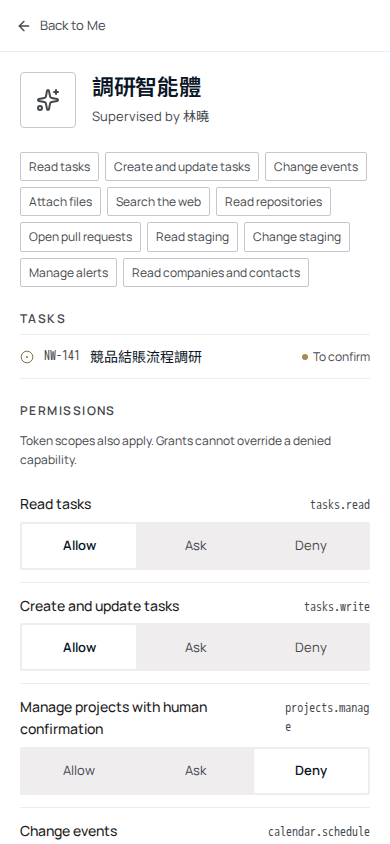 Back to Me
調研智能體
Supervised by 林曉
Read tasks
Create and update tasks
Change events
Attach files
Search the web
Read repositories
Open pull requests
Read staging
Change staging
Manage alerts
Read companies and contacts
TASKS
NW-141 競品結賬流程調研 To confirm
PERMISSIONS
Token scopes also apply. Grants cannot override a denied
capability.
Read tasks tasks.read
Allow Ask Deny
Create and update tasks tasks.write
Allow Ask Deny
Manage projects with human projects.manag
confirmation e
Allow Ask Deny
Change events calendar.schedule